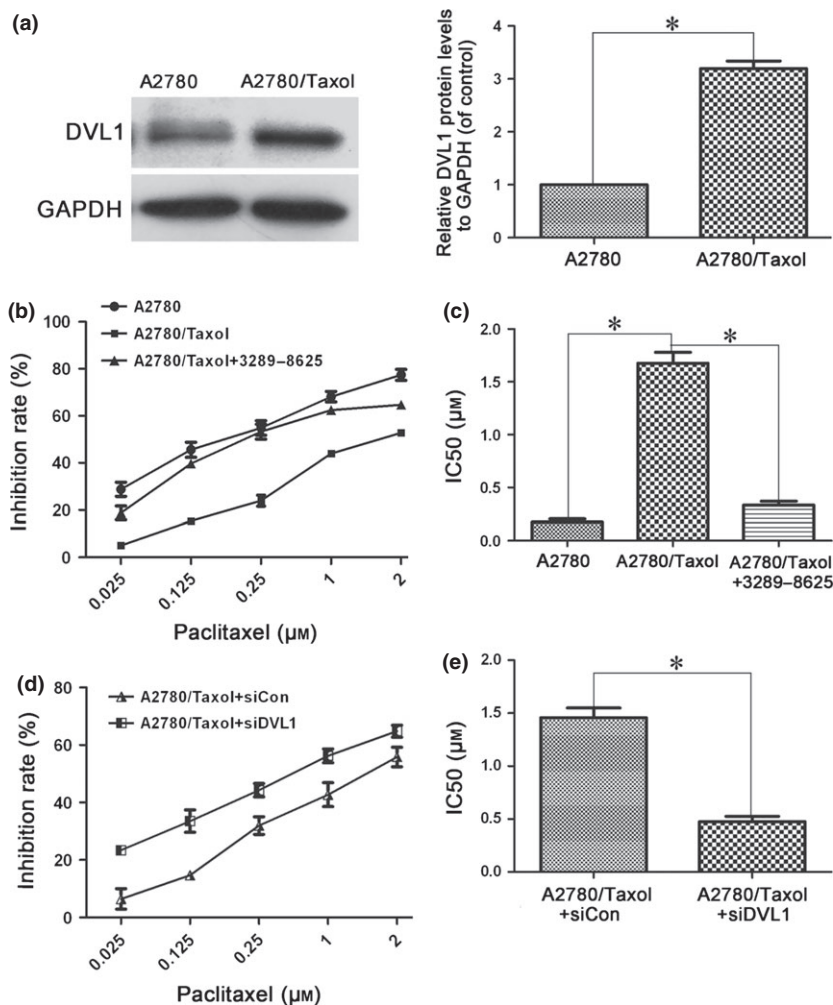 (a)
A2780 A2780/Taxol
DVL1
GAPDH
Relative DVL1 protein levels
to GAPDH (of control)
4
3
2
1
0
*
A2780 A2780/Taxol
(b)
A2780
A2780/Taxol
A2780/Taxol+3289–8625
Inhibition rate (%)
100
80
60
40
20
0
0.025 0.125 0.25 1 2
Paclitaxel (μM)
(c)
IC50 (μM)
2.0
1.5
1.0
0.5
0.0
* *
A2780 A2780/Taxol A2780/Taxol
+3289–8625
(d)
A2780/Taxol+siCon
A2780/Taxol+siDVL1
Inhibition rate (%)
80
60
40
20
0
0.025 0.125 0.25 1 2
Paclitaxel (μM)
(e)
IC50 (μM)
2.0
1.5
1.0
0.5
0.0
*
A2780/Taxol A2780/Taxol
+siCon +siDVL1